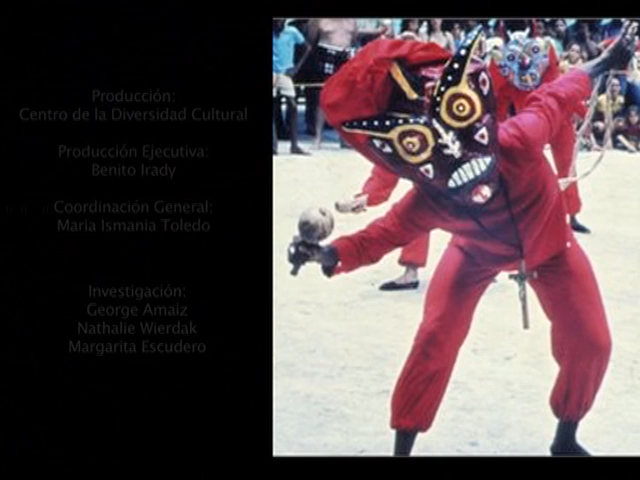 Producción:
Centro de la Diversidad Cultural
Producción Ejecutiva:
Benito Irady
Coordinación General:
Maria Ismania Toledo
Investigación:
George Amaiz
Nathalie Wierdak
Margarita Escudero